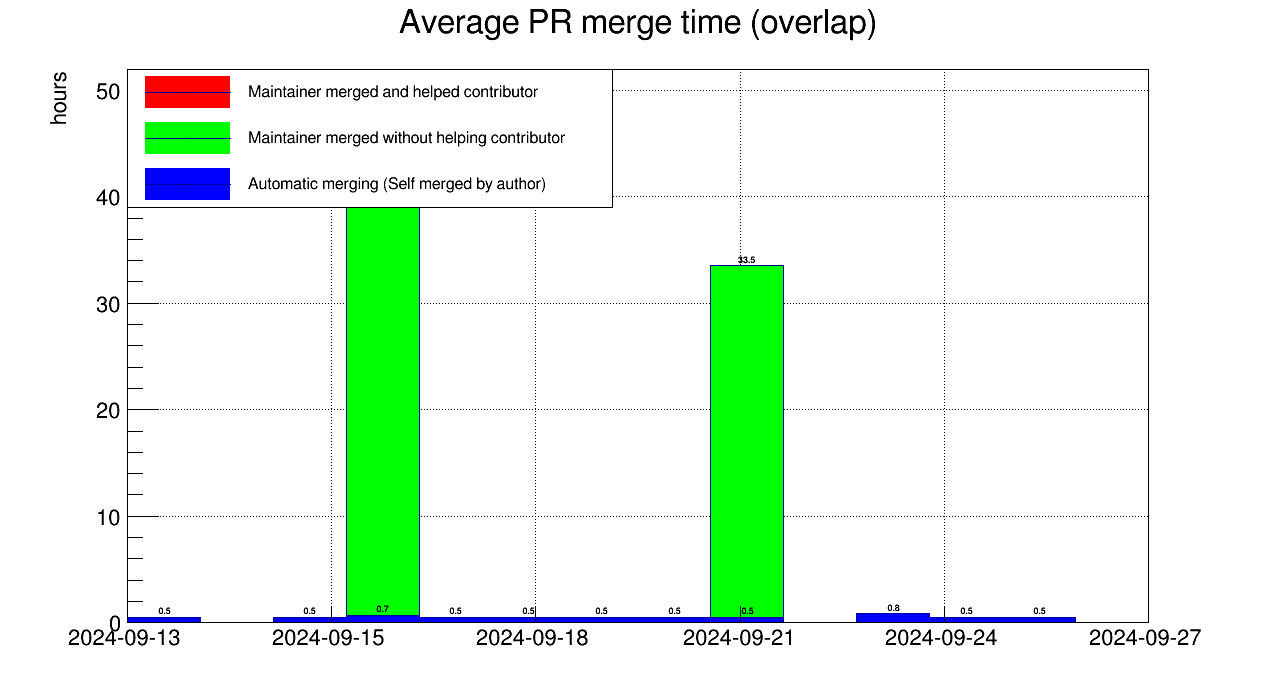 Average PR merge time (overlap)
hours
50
40
30
20
10
0
Maintainer merged and helped contributor
Maintainer merged without helping contributor
Automatic merging (Self merged by author)
33.5
0.5 0.5 0.7 0.5 0.5 0.5 0.5 0.5 0.8 0.5 0.5
2024-09-13 2024-09-15 2024-09-18 2024-09-21 2024-09-24 2024-09-27